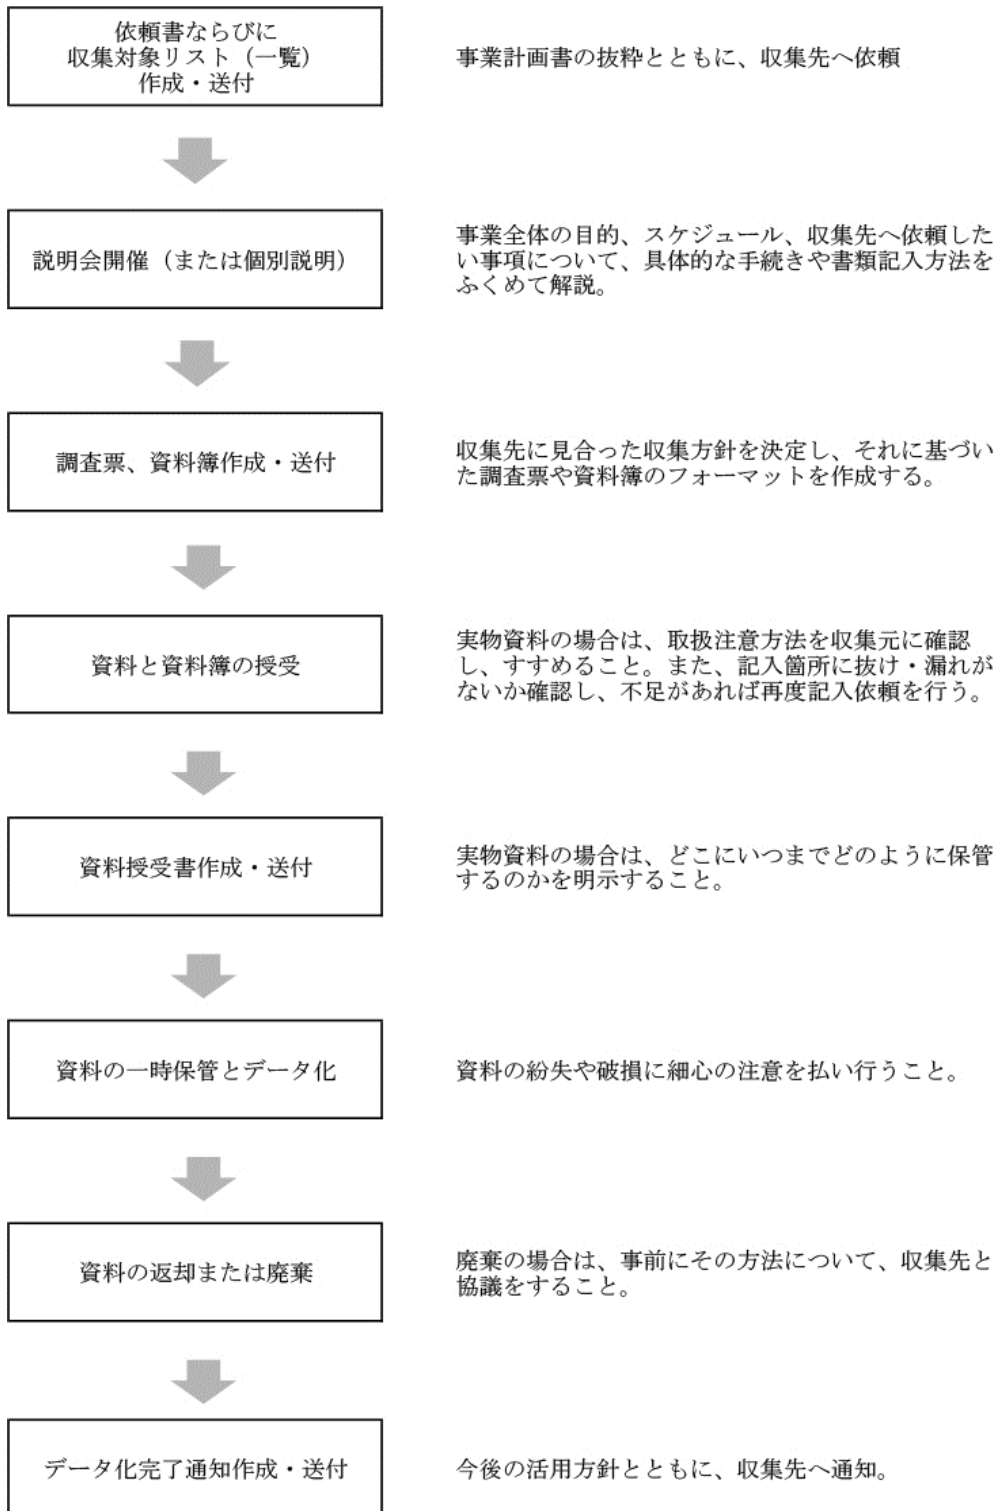 依頼書ならびに
収集対象リスト（一覧）
作成・送付
事業計画書の抜粋とともに、収集先へ依頼
説明会開催（または個別説明）
事業全体の目的、スケジュール、収集先へ依頼した
い事項について、具体的な手続きや書類記入方法を
ふくめて解説。
調査票、資料簿作成・送付
収集先に見合った収集方針を決定し、それに基づい
た調査票や資料簿のフォーマットを作成する。
資料と資料簿の授受
実物資料の場合は、取扱注意方法を収集元に確認
し、すすめること。また、記入箇所に抜け・漏れが
ないか確認し、不足があれば再度記入依頼を行う。
資料授受書作成・送付
実物資料の場合は、どこにいつまでどのように保管
するのかを明示すること。
資料の一時保管とデータ化
資料の紛失や破損に細心の注意を払い行うこと。
資料の返却または廃棄
廃棄の場合は、事前にその方法について、収集先と
協議をすること。
データ化完了通知作成・送付
今後の活用方針とともに、収集先へ通知。